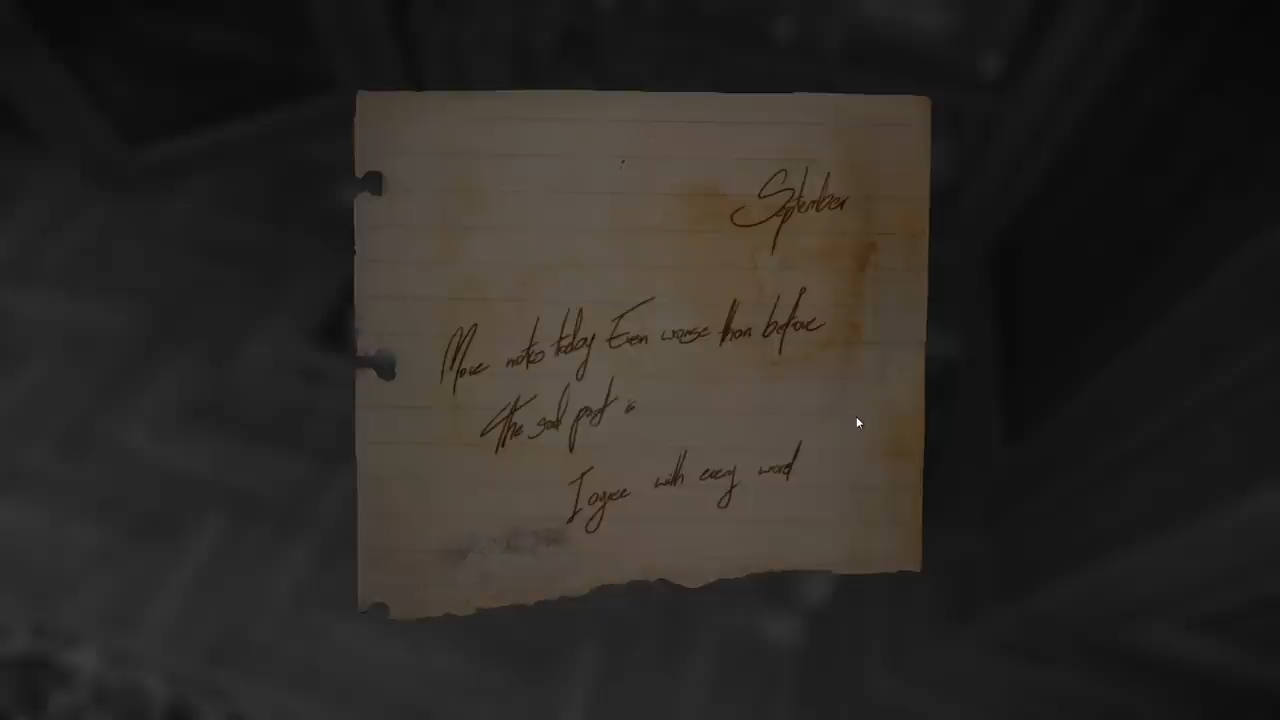 September
More notes today Even worse than before
The sad part is
I agree with every word